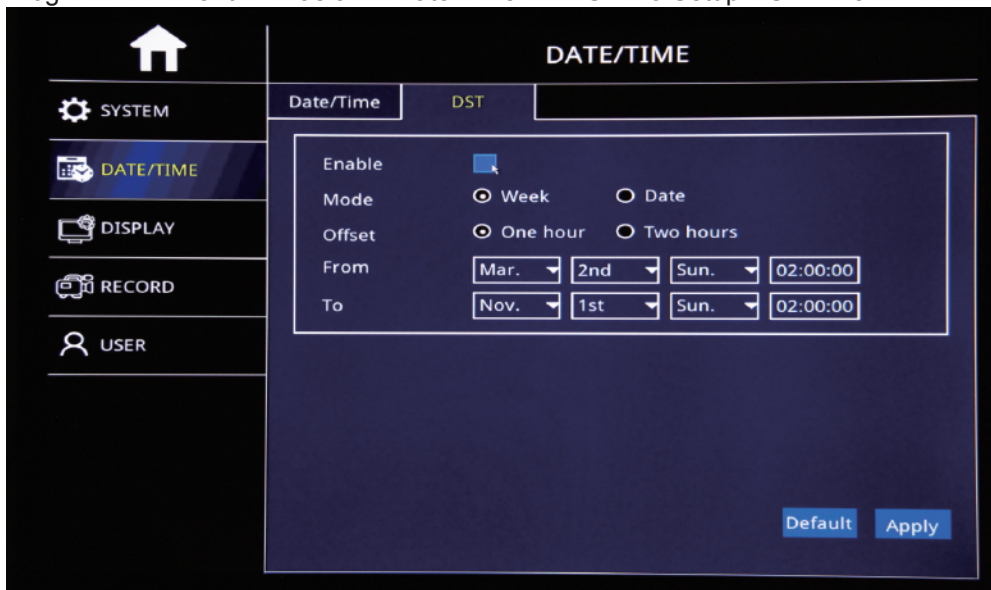 DATE/TIME
SYSTEM
DATE/TIME
DISPLAY
RECORD
USER
Date/Time DST
Enable
Mode Week Date
Offset One hour Two hours
From Mar. 2nd Sun. 02:00:00
To Nov. 1st Sun. 02:00:00
Default Apply